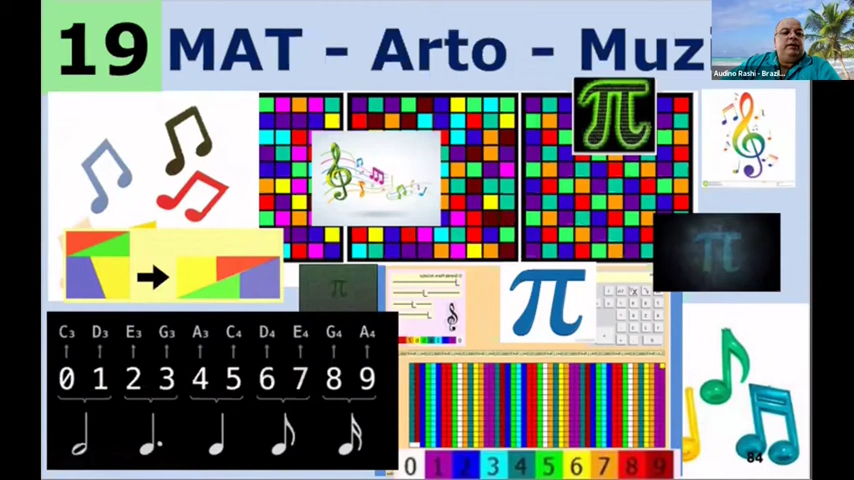 19 MAT - Arto - Muzi
Audino Rashi - Brazil...
π
π
π
π
C3 D3 E3 G3 A3 C4 D4 E4 G4 A4
0 1 2 3 4 5 6 7 8 9
0 1 2 3 4 5 6 7 8 9
84